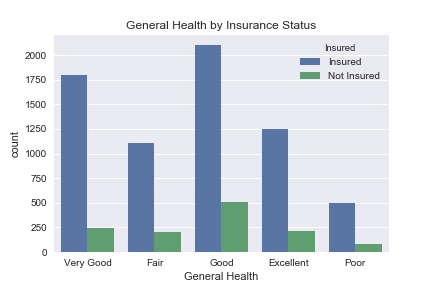 General Health by Insurance Status
Insured
Insured
Not Insured
count
2000
1750
1500
1250
1000
750
500
250
0
Very Good Fair Good Excellent Poor
General Health